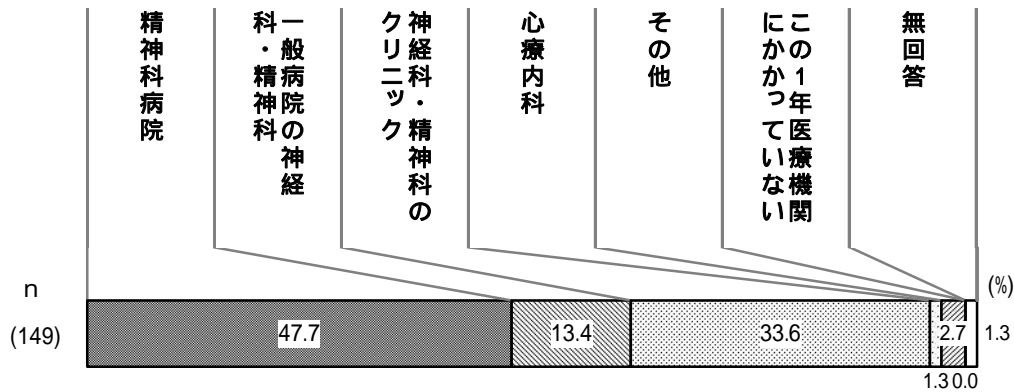 精神科病院
一般病院の神経
科・精神科
神経科・精神科の
クリニック
心療内科
その他
この1年医療機関
にかかっていない
無回答
n
(%)
(149)
47.7
13.4
33.6
2.7
1.3
1.3
0.0